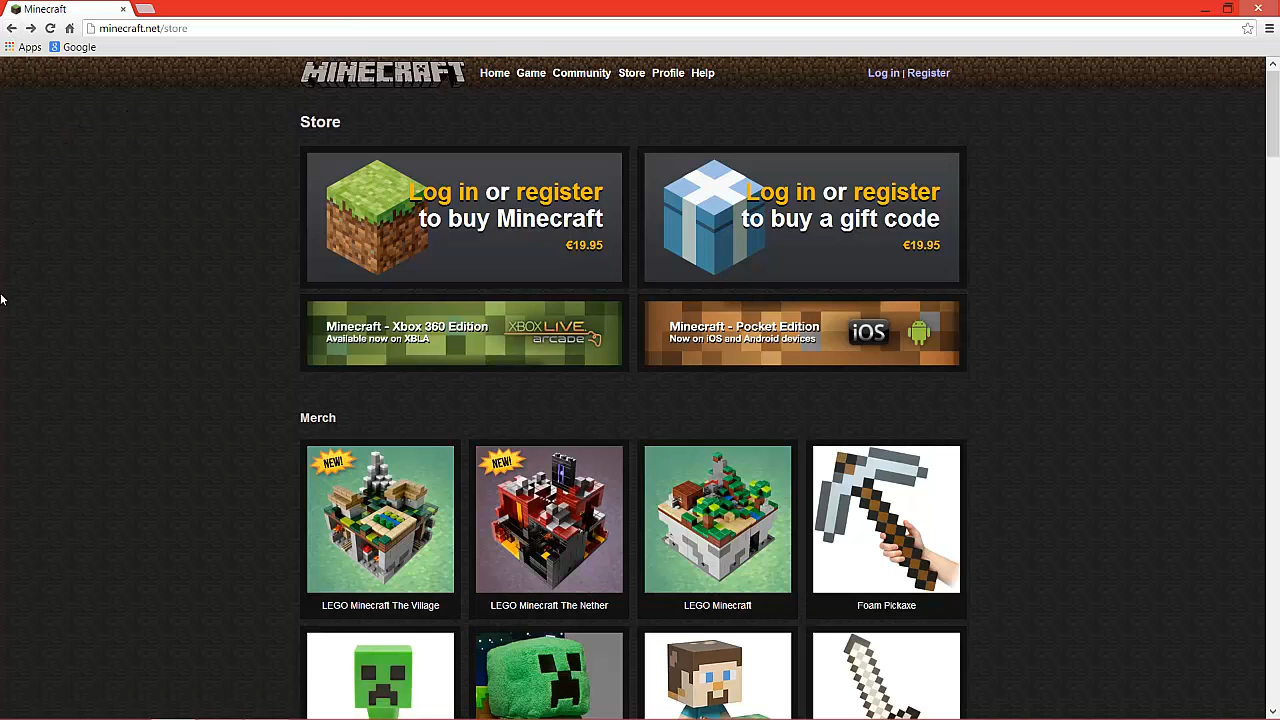 Minecraft
minecraft.net/store
Apps Google
MINECRAFT Home Game Community Store Profile Help Log in | Register
Store
Log in or register
to buy Minecraft
€19.95
Log in or register
to buy a gift code
€19.95
Minecraft - Xbox 360 Edition
Available now on XBLA
XBOX LIVE
arcade
Minecraft - Pocket Edition
Now on iOS and Android devices
iOS
Merch
NEW!
LEGO Minecraft The Village
NEW!
LEGO Minecraft The Nether
LEGO Minecraft
Foam Pickaxe